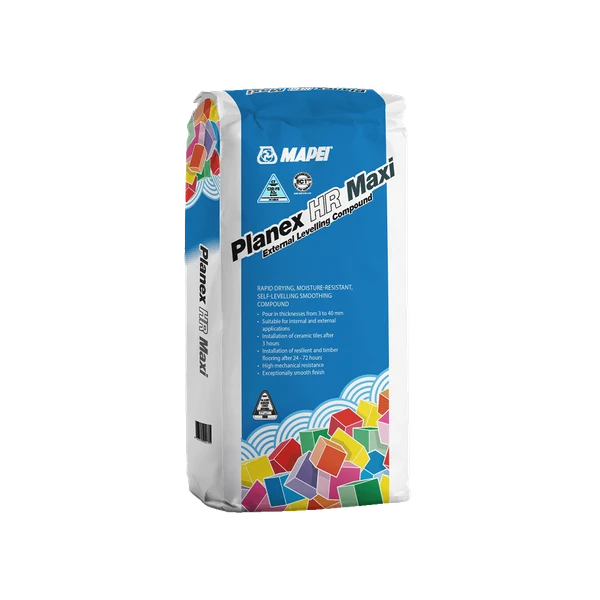 MAPEI
Planex HR Maxi
External Levelling Compound
RAPID DRYING, MOISTURE-RESISTANT,
SELF-LEVELLING SMOOTHING
COMPOUND
• Pour in thicknesses from 3 to 40 mm
• Suitable for internal and external
applications
• Installation of ceramic tiles after
3 hours
• Installation of resilient and timber
flooring after 24 - 72 hours
• High mechanical resistance
• Exceptionally smooth finish
Planex HR Maxi